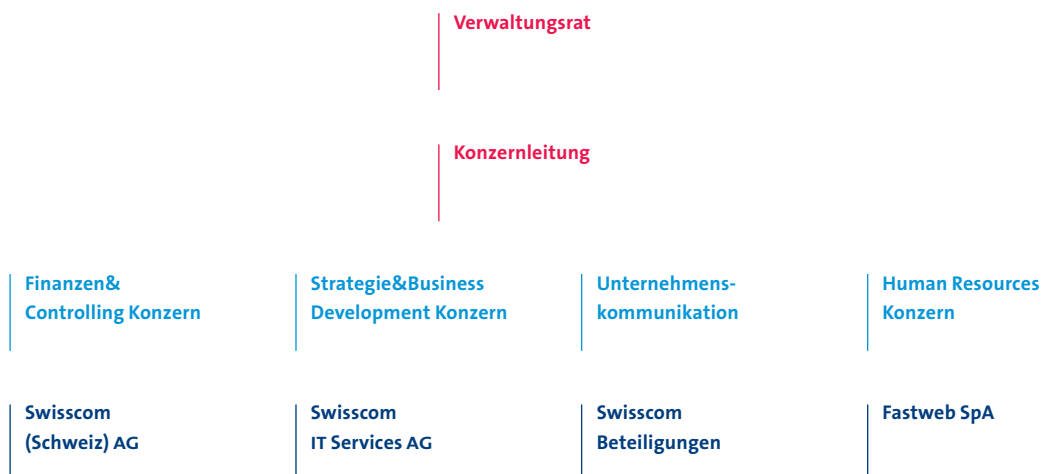 Verwaltungsrat
Konzernleitung
Finanzen&
Controlling Konzern
Strategie&Business
Development Konzern
Unternehmens-
kommunikation
Human Resources
Konzern
Swisscom
(Schweiz) AG
Swisscom
IT Services AG
Swisscom
Beteiligungen
Fastweb SpA